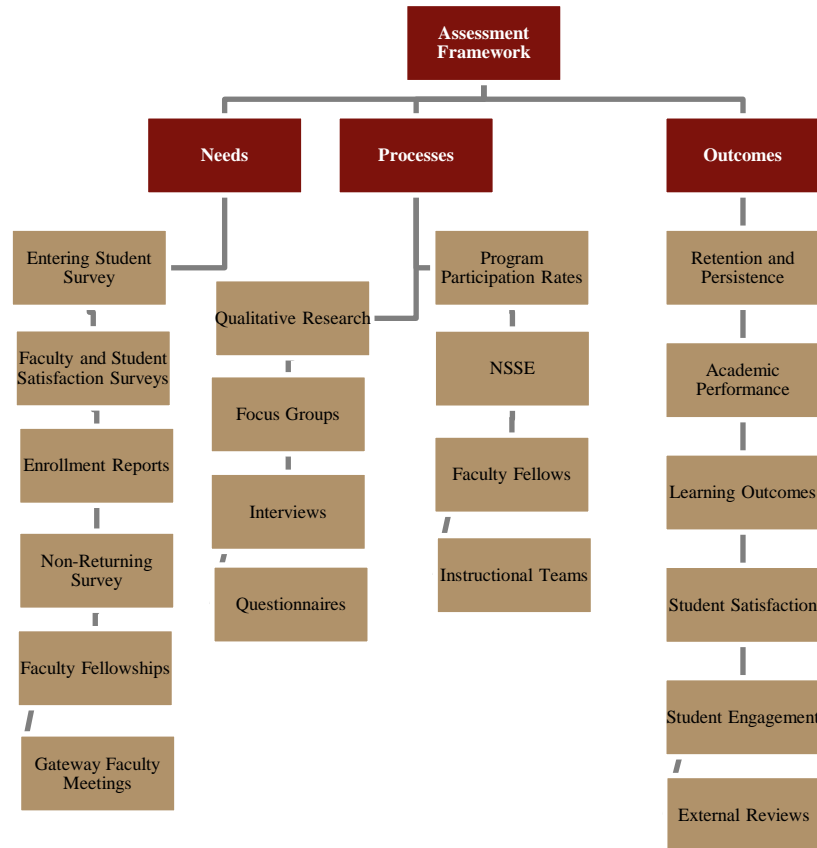 Assessment
Framework
Needs
Processes
Outcomes
Entering Student
Survey
Faculty and Student
Satisfaction Surveys
Enrollment Reports
Non-Returning
Survey
Faculty Fellowships
Gateway Faculty
Meetings
Qualitative Research
Focus Groups
Interviews
Questionnaires
Program
Participation Rates
NSSE
Faculty Fellows
Instructional Teams
Retention and
Persistence
Academic
Performance
Learning Outcomes
Student Satisfaction
Student Engagement
External Reviews